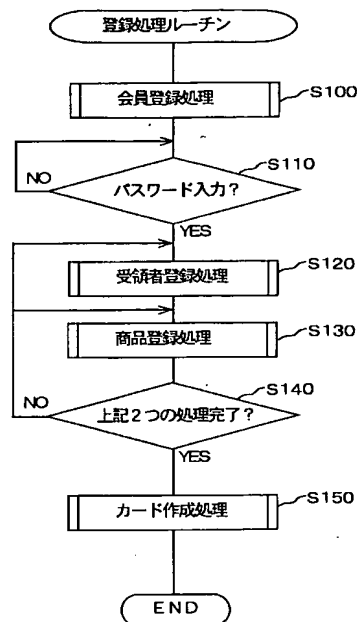 登録処理ルーチン
会員登録処理
S100
S110
パスワード入力？
NO
YES
受領者登録処理
S120
商品登録処理
S130
S140
上記２つの処理完了？
NO
YES
カード作成処理
S150
END